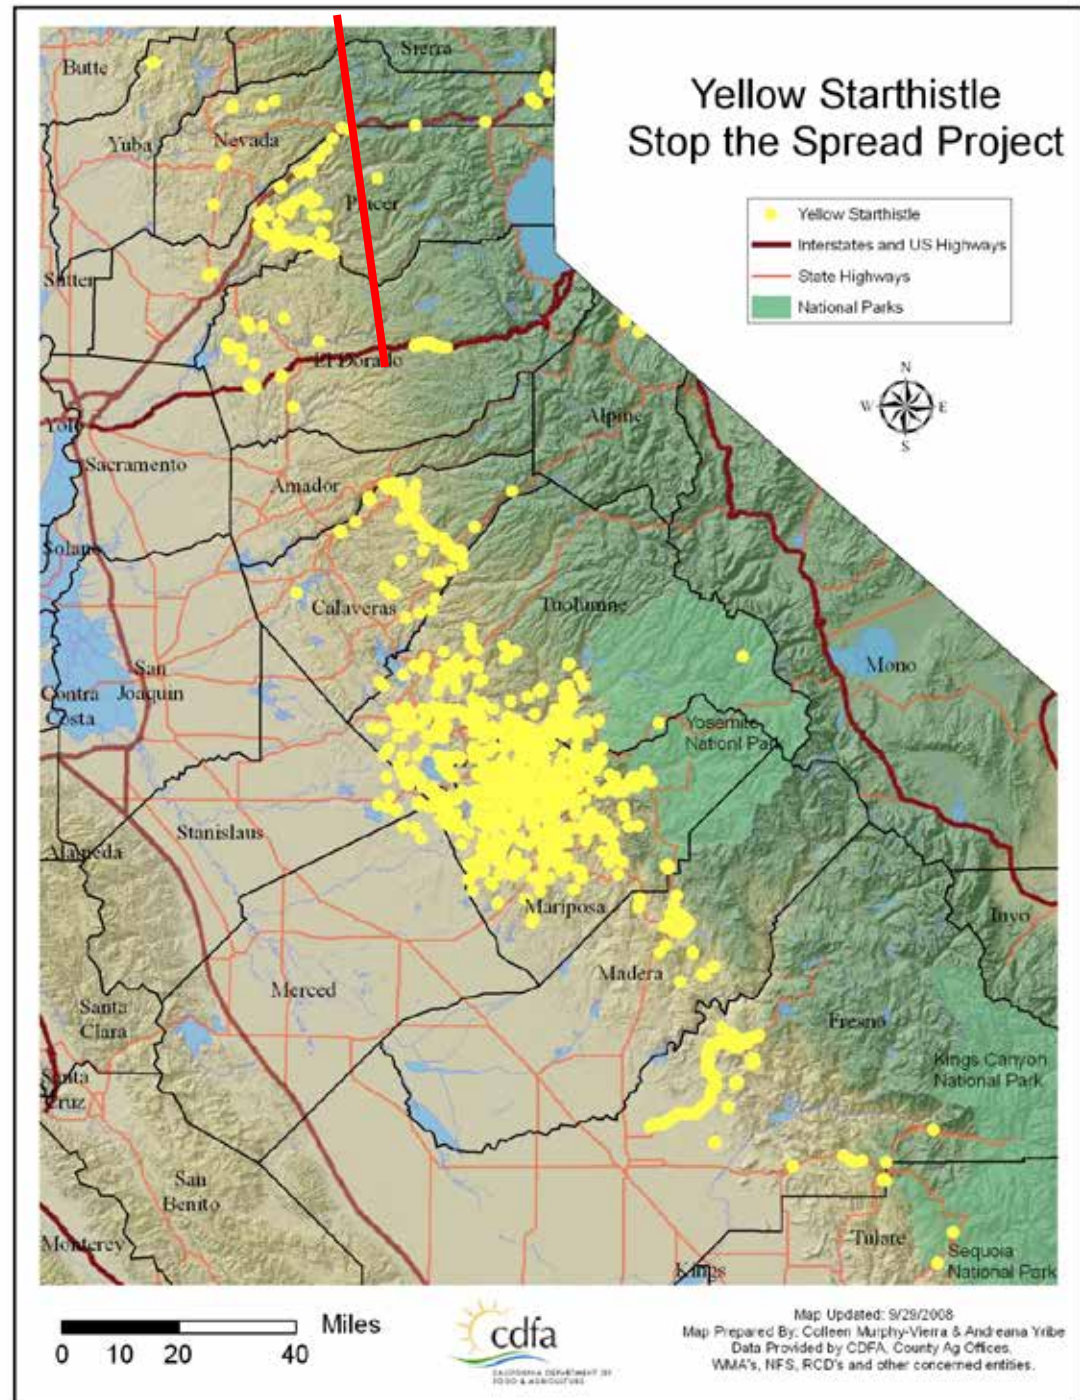 Yellow Starthistle
Stop the Spread Project
Yellow Starthistle
Interstates and US Highways
State Highways
National Parks
N
W
E
S
Butte
Sierra
Yuba
Nevada
Placer
Sutter
El Dorado
Yolo
Alpine
Sacramento
Amador
Solano
Calaveras
Tuolumne
San
Joaquin
Mono
Contra
Costa
Yosemite
Nationl Park
Stanislaus
Alameda
Mariposa
Inyo
Madera
Merced
Santa
Clara
Fresno
Kings Canyon
National Park
Santa
Cruz
San
Benito
Tulare
Monterey
Sequoia
National Park
Kings
Miles
0 10 20 40
cdfa
CALIFORNIA DEPARTMENT OF
FOOD & AGRICULTURE
Map Updated: 9/29/2008
Map Prepared By: Colleen Murphy-Vierra & Andreana Yribe
Data Provided by CDFA, County Ag Offices,
WMA's, NFS, RCD's and other concerned entities.